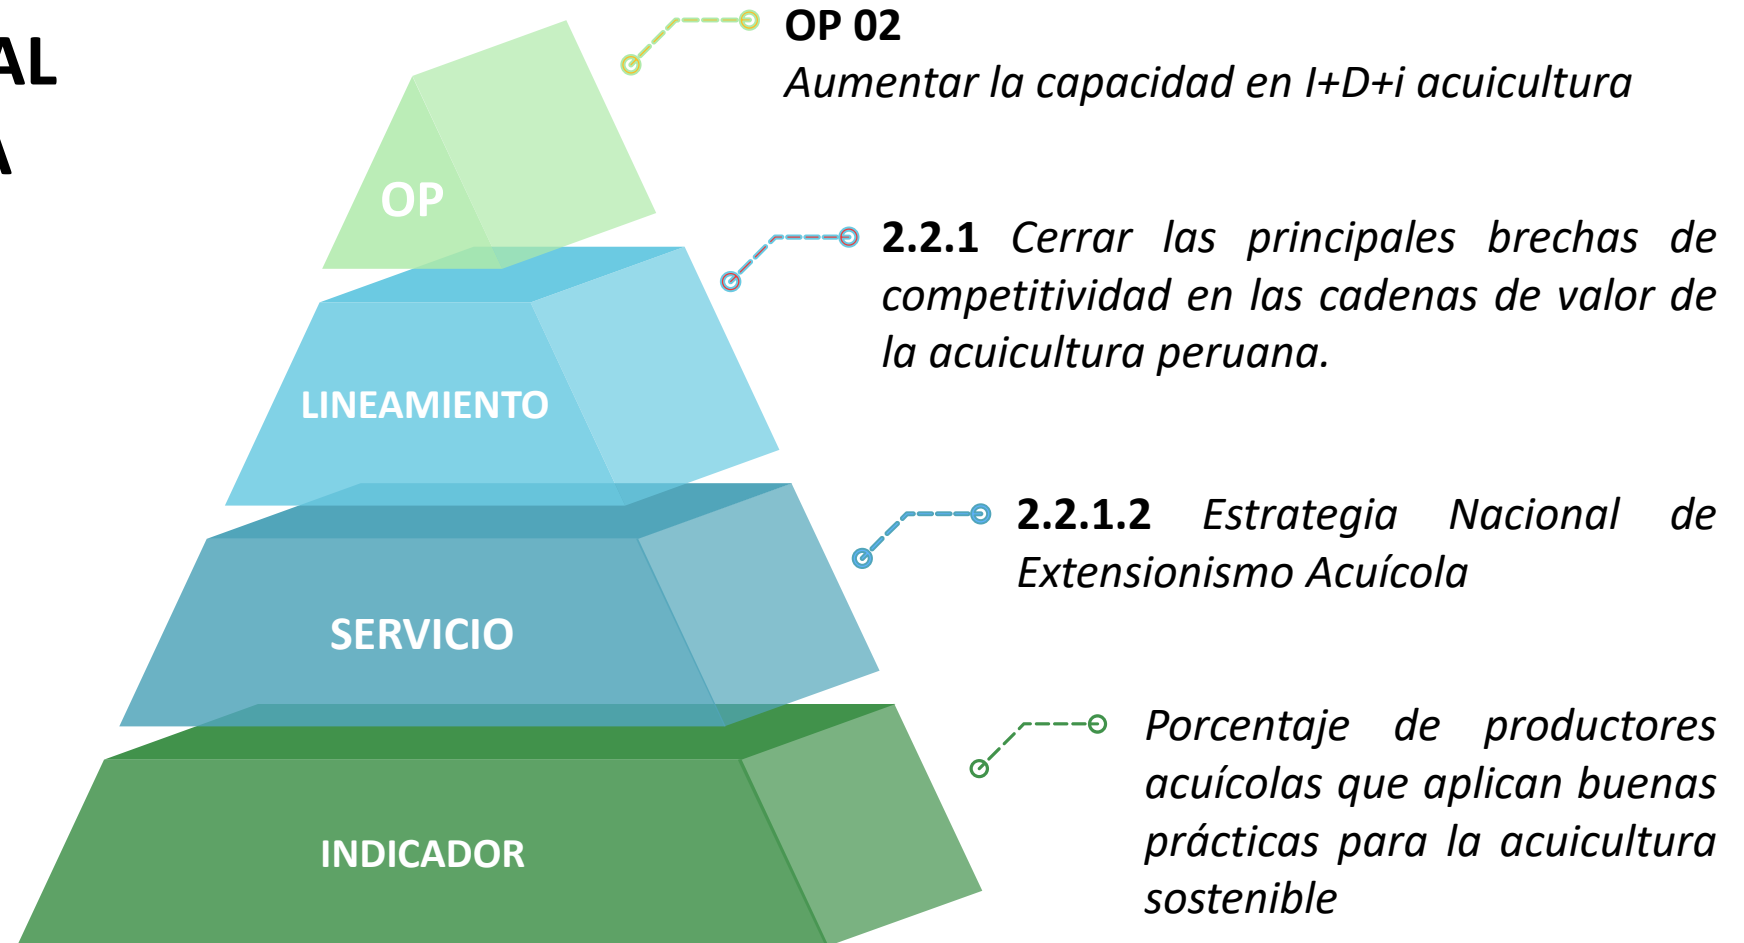 AL
A
OP 02
Aumentar la capacidad en I+D+i acuicultura
OP
2.2.1 Cerrar las principales brechas de
competitividad en las cadenas de valor de
la acuicultura peruana.
LINEAMIENTO
2.2.1.2 Estrategia Nacional de
Extensionismo Acuícola
SERVICIO
Porcentaje de productores
acuícolas que aplican buenas
prácticas para la acuicultura
sostenible
INDICADOR